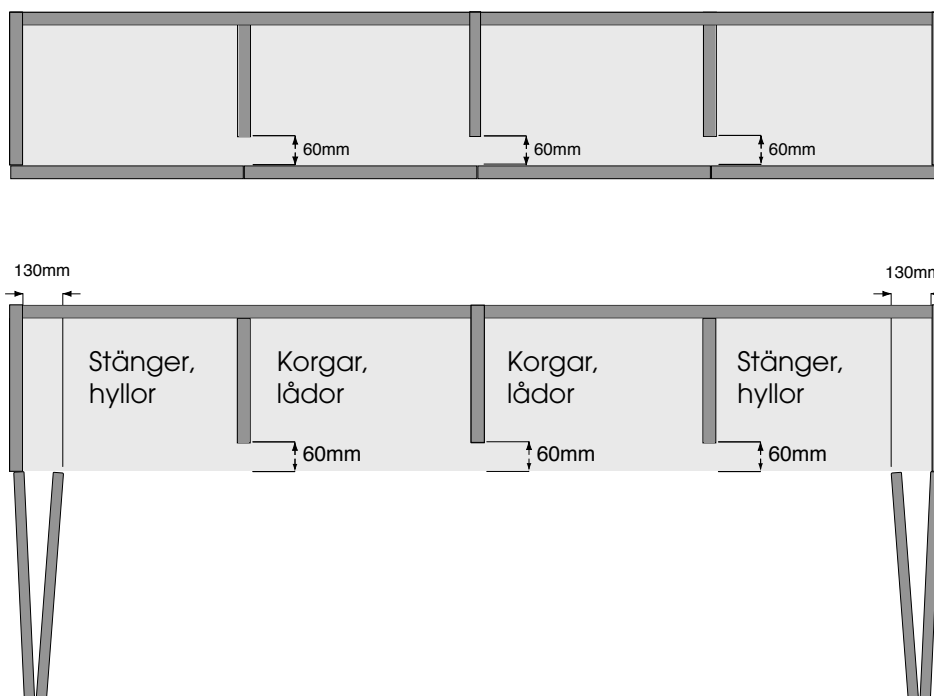 60mm
60mm
60mm
130mm
130mm
Stänger,
hyllor
Korgar,
lådor
Korgar,
lådor
Stänger,
hyllor
60mm
60mm
60mm